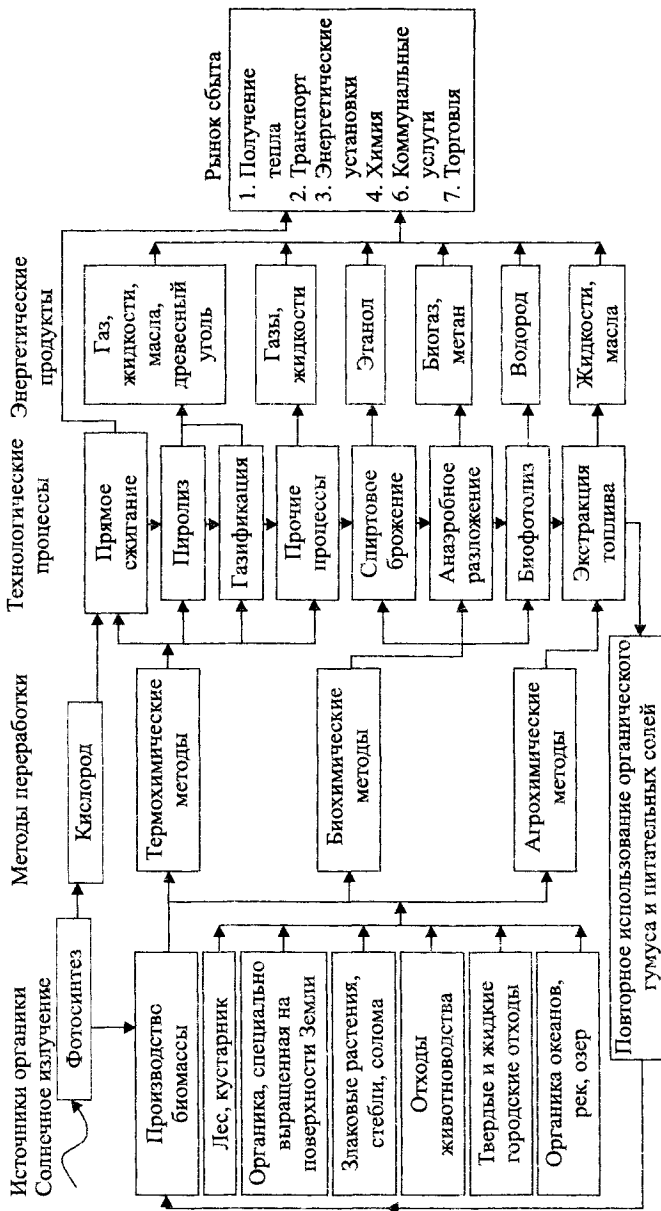 Источники органики
Солнечное излучение
Фотосинтез
Производство
биомассы
Лес, кустарник
Органика, специально
выращенная на
поверхности Земли
Злаковые растения,
стебли, солома
Отходы
животноводства
Твердые и жидкие
городские отходы
Органика океанов,
рек, озер
Методы переработки
Кислород
Термохимические
методы
Биохимические
методы
Агрохимические
методы
Технологические
процессы
Прямое
сжигание
Пиролиз
Газификация
Прочие
процессы
Спиртовое
брожение
Анаэробное
разложение
Биофотолиз
Экстракция
топлива
Энергетические
продукты
Газ,
жидкости,
масла,
древесный
уголь
Газы,
жидкости
Этанол
Биогаз,
метан
Водород
Жидкости,
масла
Рынок сбыта
1. Получение
тепла
2. Транспорт
3. Энергетические
установки
4. Химия
6. Коммунальные
услуги
7. Торговля
Повторное использование органического
гумуса и питательных солей